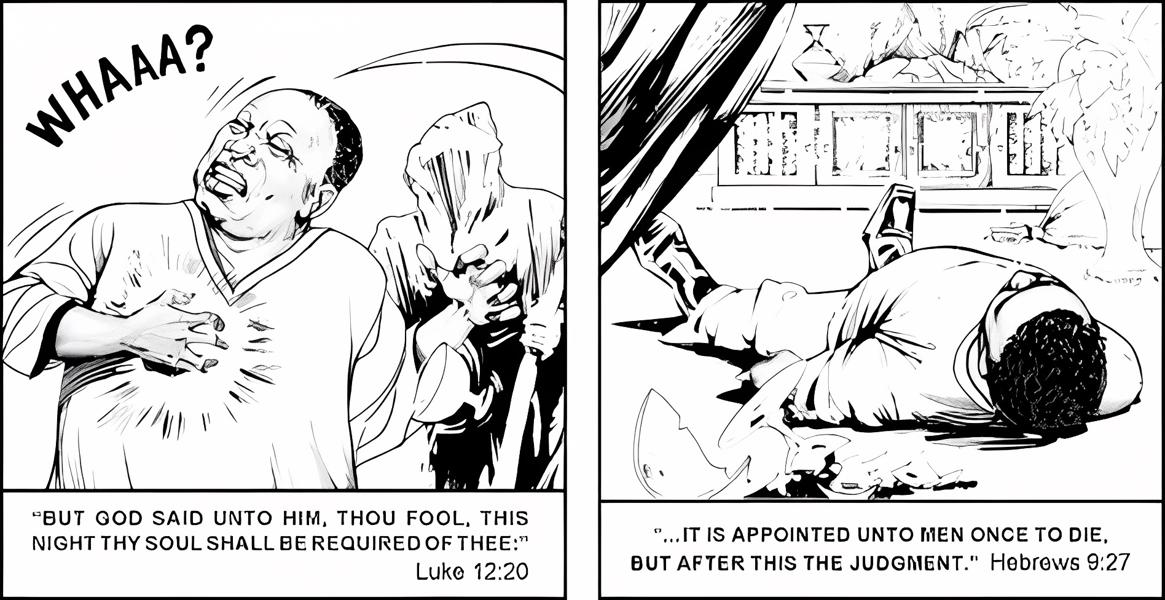 WHAAA?
"BUT GOD SAID UNTO HIM, THOU FOOL, THIS
NIGHT THY SOUL SHALL BE REQUIRED OF THEE:"
Luke 12:20
"...IT IS APPOINTED UNTO MEN ONCE TO DIE,
BUT AFTER THIS THE JUDGMENT." Hebrews 9:27